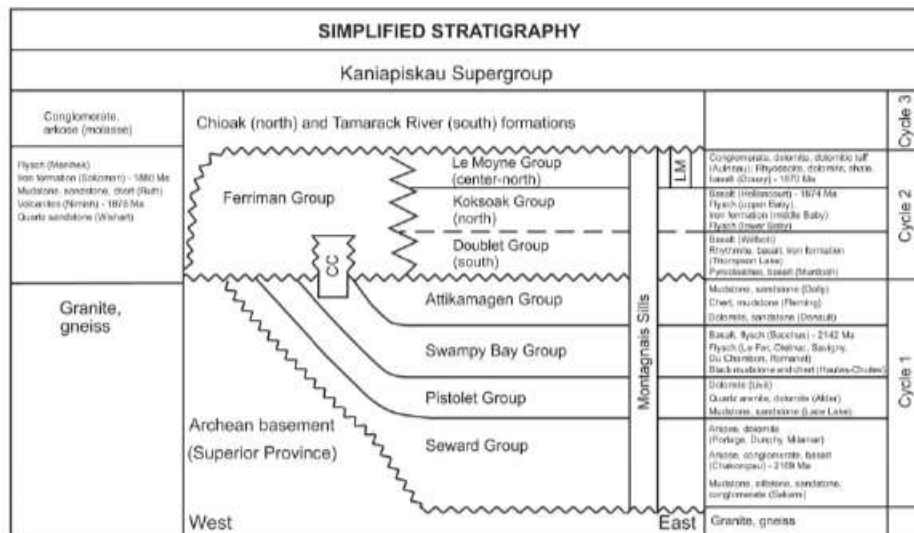 SIMPLIFIED STRATIGRAPHY
Kaniapiskau Supergroup
Conglomerate,
arkose (molasse)
Chioak (north) and Tamarack River (south) formations
Cycle 3
Flysch (Menihek)
Iron formation (Sokoman) - 1880 Ma
Mudstone, sandstone, chert (Ruth)
Volcanites (Nimish) - 1878 Ma
Quartz sandstone (Wishart)
Ferriman Group
Le Moyne Group
(center-north)
Koksoak Group
(north)
Doublet Group
(south)
LM
Conglomerate, dolomite, dolomitic tuff
(Aulneau); Rhyodacite, dolomite, shale,
basalt (Douay) - 1870 Ma
Basalt (Hellancourt) - 1874 Ma
Flysch (upper Baby),
Iron formation (middle Baby)
Flysch (lower Baby)
Basalt (Willbob)
Rhythmite, basalt, iron formation
(Thompson Lake)
Pyroclastites, basalt (Murdoch)
Cycle 2
CC
Granite,
gneiss
Archean basement
(Superior Province)
Attikamagen Group
Swampy Bay Group
Pistolet Group
Seward Group
Montagnais Sills
Mudstone, sandstone (Dolly)
Chert, mudstone (Fleming)
Dolomite, sandstone (Denault)
Basalt, flysch (Bacchus) - 2142 Ma
Flysch (Le Fer, Otelnuc, Savigny,
Du Chambon, Romanet)
Black mudstone and chert (Hautes-Chutes)
Dolomite (Uvé)
Quartz arenite, dolomite (Alder)
Mudstone, sandstone (Lace Lake)
Arkose, dolomite
(Portage, Dunphy, Milamar)
Arkose, conglomerate, basalt
(Chakonipau) - 2169 Ma
Mudstone, siltstone, sandstone,
conglomerate (Sakami)
Cycle 1
West
East
Granite, gneiss